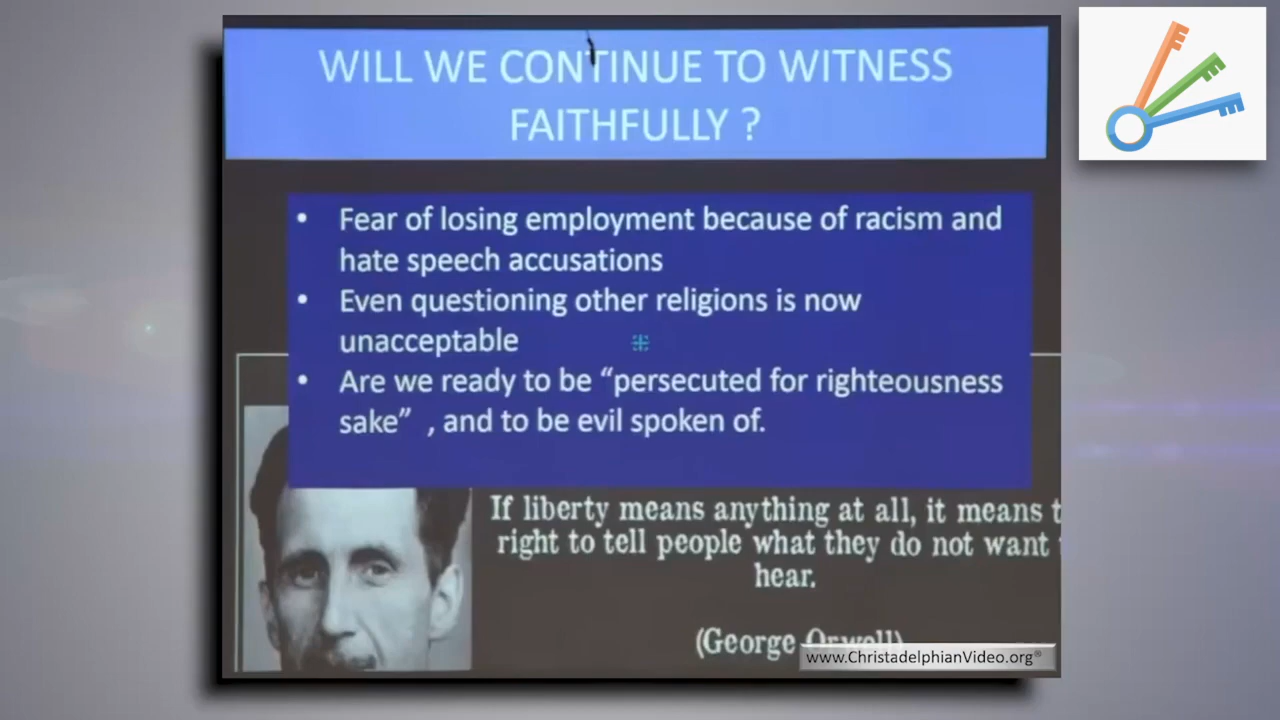 WILL WE CONTINUE TO WITNESS
FAITHFULLY ?
• Fear of losing employment because of racism and
hate speech accusations
• Even questioning other religions is now
unacceptable
• Are we ready to be “persecuted for righteousness
sake” , and to be evil spoken of.
If liberty means anything at all, it means
right to tell people what they do not want
hear.
(George Orwell)
www.ChristadelphianVideo.org®